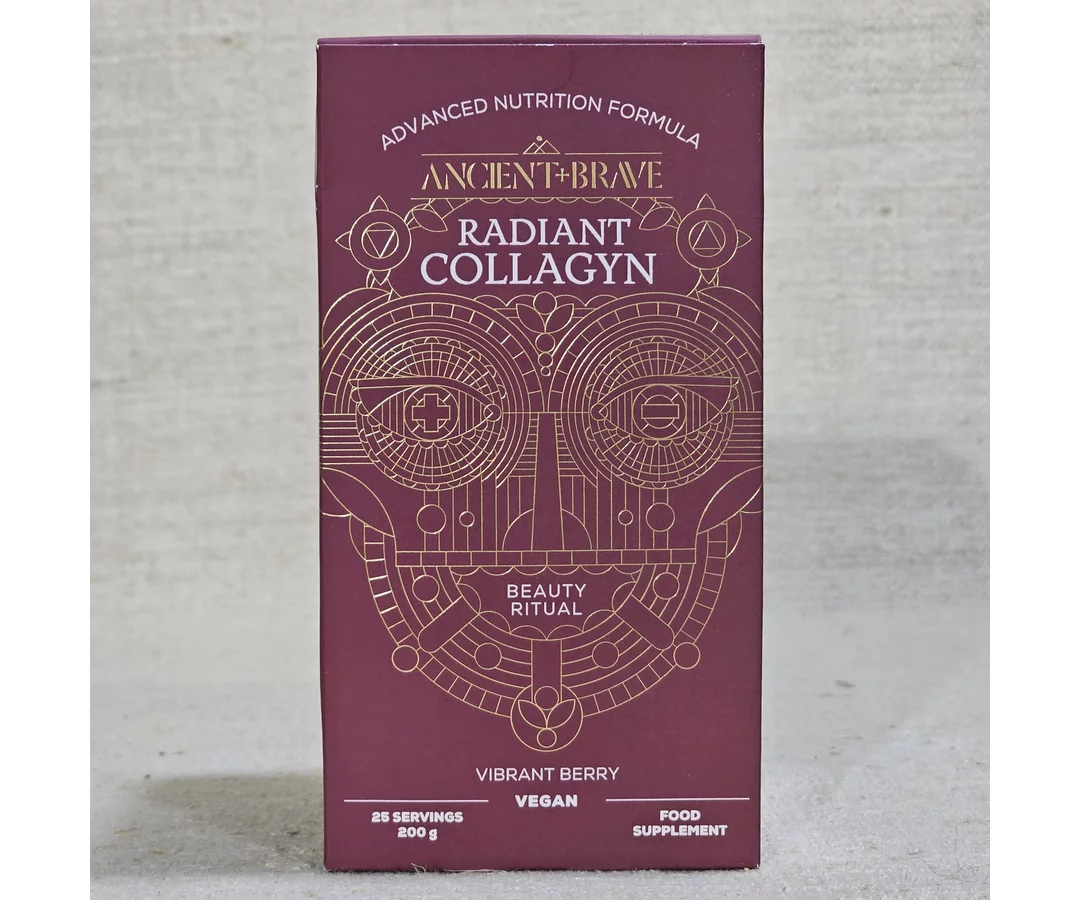 ADVANCED NUTRITION FORMULA
ANCIENT+BRAVE
RADIANT
COLLAGYN
BEAUTY
RITUAL
VIBRANT BERRY
VEGAN
25 SERVINGS
200 g
FOOD
SUPPLEMENT